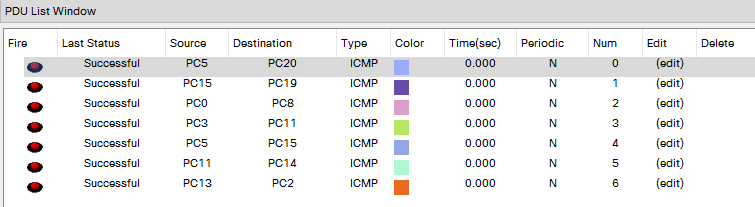 PDU List Window
Fire Last Status Source Destination Type Color Time(sec) Periodic Num Edit Delete
Successful PC5 PC20 ICMP 0.000 N 0 (edit)
Successful PC15 PC19 ICMP 0.000 N 1 (edit)
Successful PC0 PC8 ICMP 0.000 N 2 (edit)
Successful PC3 PC11 ICMP 0.000 N 3 (edit)
Successful PC5 PC15 ICMP 0.000 N 4 (edit)
Successful PC11 PC14 ICMP 0.000 N 5 (edit)
Successful PC13 PC2 ICMP 0.000 N 6 (edit)